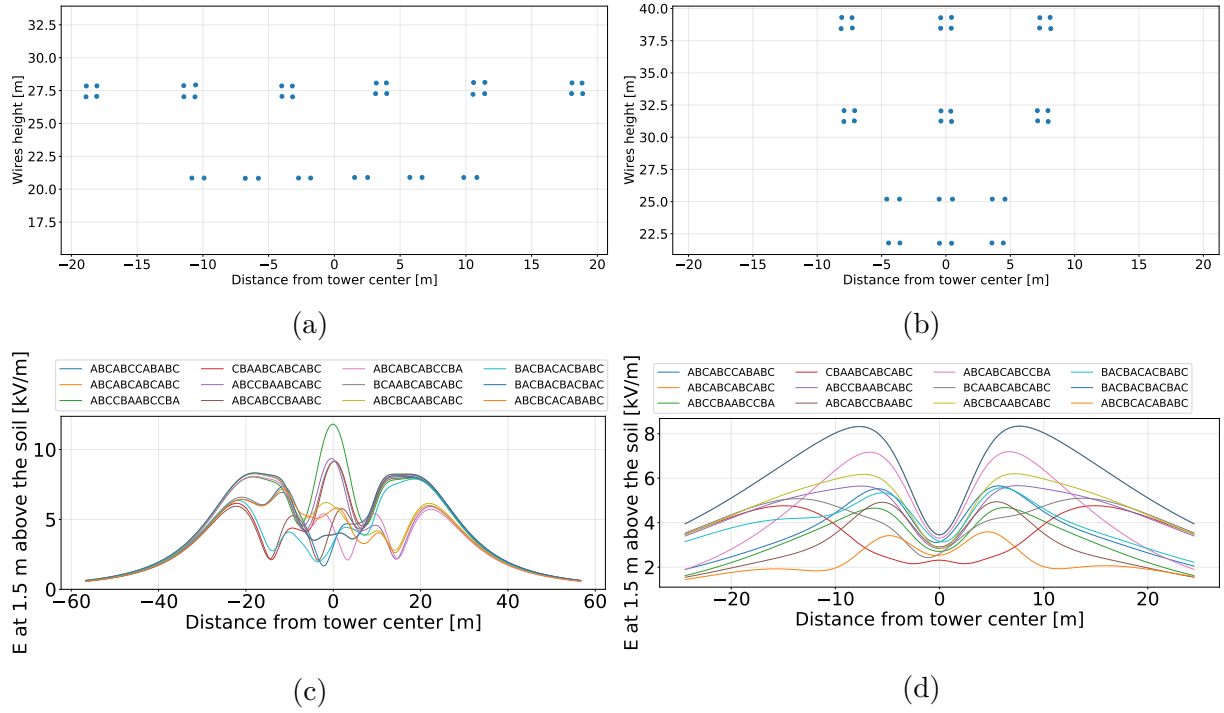 32.5
30.0
27.5
25.0
22.5
20.0
17.5
Wires height [m]
−20 −15 −10 −5 0 5 10 15 20
Distance from tower center [m]
(a)
40.0
37.5
35.0
32.5
30.0
27.5
25.0
22.5
Wires height [m]
−20 −15 −10 −5 0 5 10 15 20
Distance from tower center [m]
(b)
E at 1.5 m above the soil [kV/m]
ABCABCCABABC CBAABCABCABC ABCABCABCCBA BACBACACBABC
ABCABCABCABC ABCCBAABCABC BCAABCABCABC BACBACBACBAC
ABCCBAABCCBA ABCABCCBAABC ABCBCAABCABC ABCBCACABABC
10
5
0
−60 −40 −20 0 20 40 60
Distance from tower center [m]
(c)
E at 1.5 m above the soil [kV/m]
ABCABCCABABC CBAABCABCABC ABCABCABCCBA BACBACACBABC
ABCABCABCABC ABCCBAABCABC BCAABCABCABC BACBACBACBAC
ABCCBAABCCBA ABCABCCBAABC ABCBCAABCABC ABCBCACABABC
8
6
4
2
−20 −10 0 10 20
Distance from tower center [m]
(d)